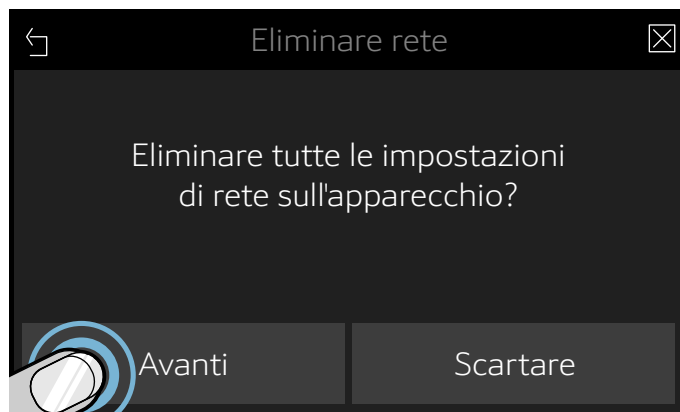 Eliminare rete
Eliminare tutte le impostazioni
di rete sull'apparecchio?
Avanti
Scartare